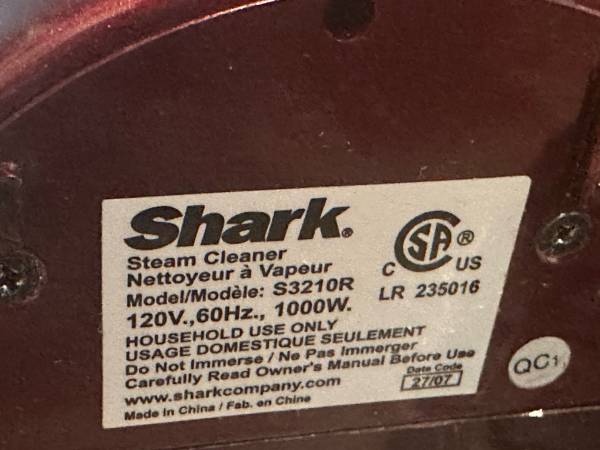 Shark®
Steam Cleaner
Nettoyeur à Vapeur
Model/Modèle: S3210R
120V.,60Hz., 1000W.
HOUSEHOLD USE ONLY
USAGE DOMESTIQUE SEULEMENT
Do Not Immerse / Ne Pas Immerger
Carefully Read Owner's Manual Before Use
www.sharkcompany.com
Made in China / Fab. en Chine
SA®
C US
LR 235016
Date Code
27/07
QC1